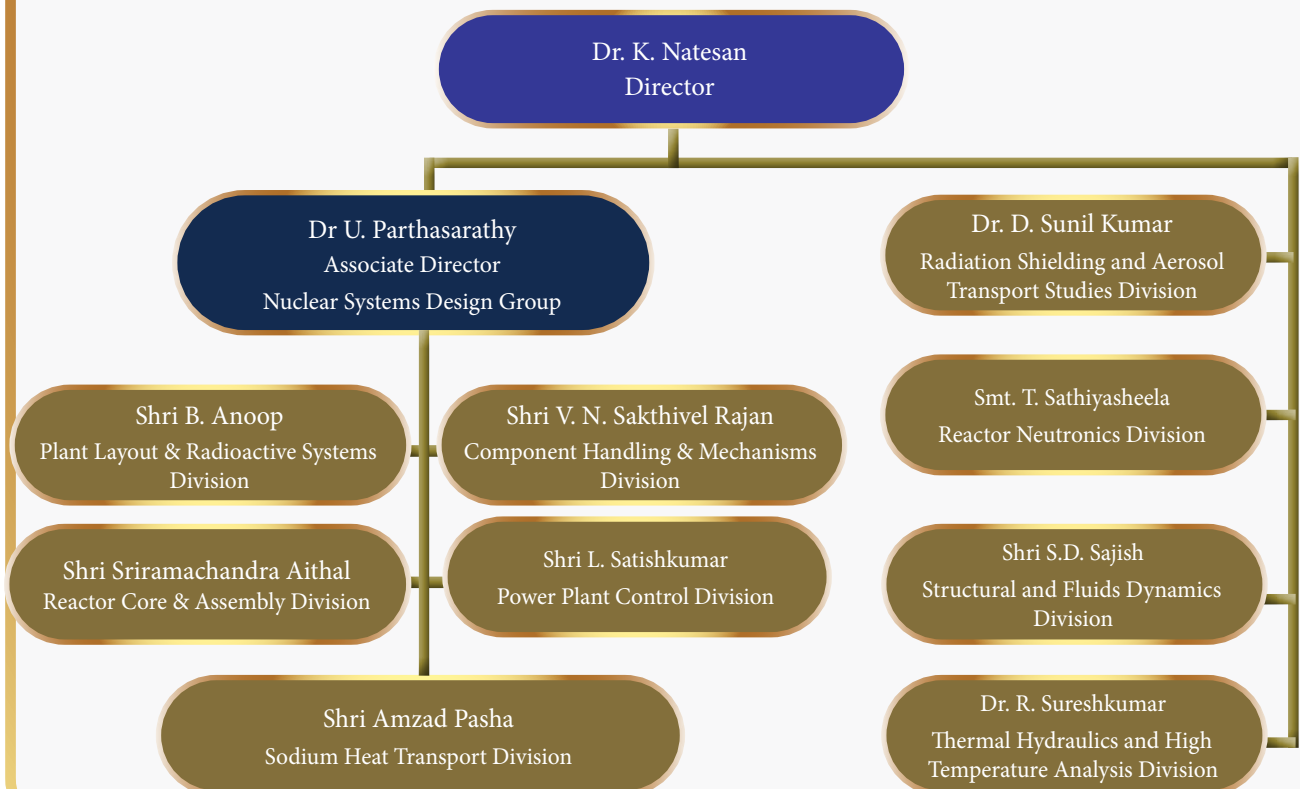 Dr. K. Natesan
Director
Dr U. Parthasarathy
Associate Director
Nuclear Systems Design Group
Shri B. Anoop
Plant Layout & Radioactive Systems
Division
Shri V. N. Sakthivel Rajan
Component Handling & Mechanisms
Division
Shri Sriramachandra Aithal
Reactor Core & Assembly Division
Shri L. Satishkumar
Power Plant Control Division
Shri Amzad Pasha
Sodium Heat Transport Division
Dr. D. Sunil Kumar
Radiation Shielding and Aerosol
Transport Studies Division
Smt. T. Sathiyasheela
Reactor Neutronics Division
Shri S.D. Sajish
Structural and Fluids Dynamics
Division
Dr. R. Sureshkumar
Thermal Hydraulics and High
Temperature Analysis Division